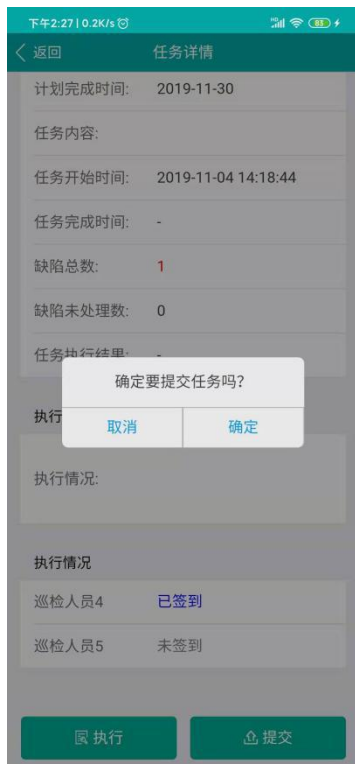 下午2:27 | 0.2K/s
返回 任务详情
计划完成时间: 2019-11-30
任务内容:
任务开始时间: 2019-11-04 14:18:44
任务完成时间: -
缺陷总数: 1
缺陷未处理数: 0
任务执行结果: -
确定要提交任务吗?
执行
取消 确定
执行情况:
执行情况
巡检人员4 已签到
巡检人员5 未签到
执行 提交